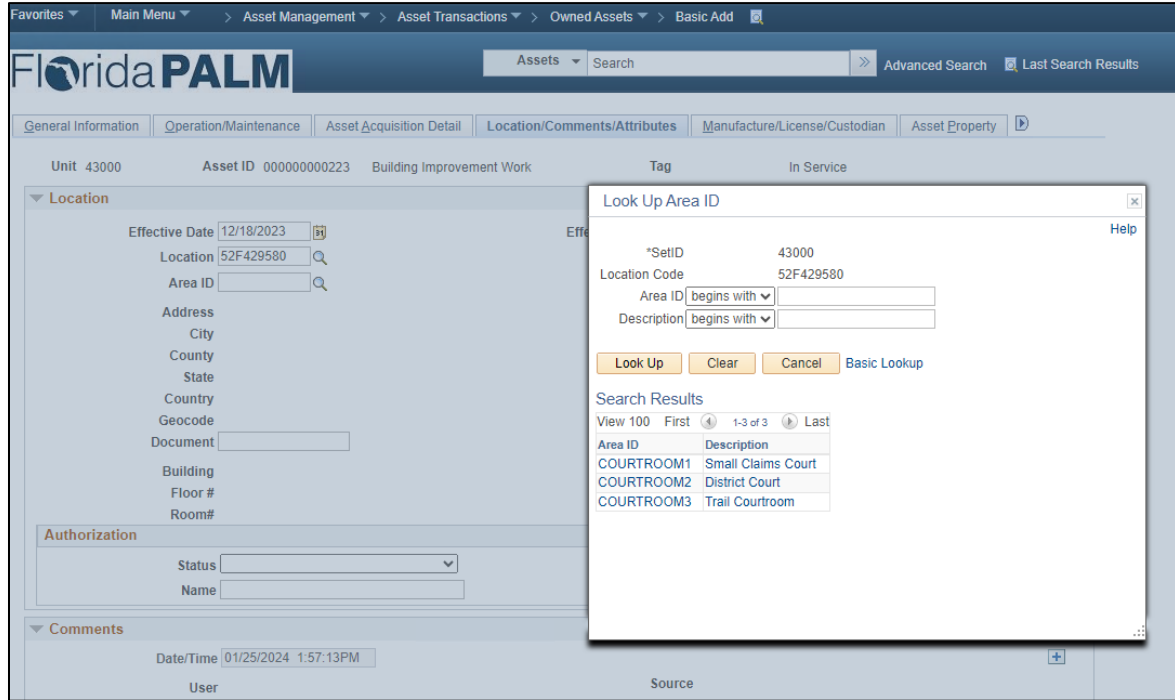 Favorites Main Menu > Asset Management > Asset Transactions > Owned Assets > Basic Add
Florida PALM
Assets Search Advanced Search Last Search Results
General Information Operation/Maintenance Asset Acquisition Detail Location/Comments/Attributes Manufacture/License/Custodian Asset Property
Unit 43000 Asset ID 000000000223 Building Improvement Work Tag In Service
Location
Effective Date 12/18/2023 Effe
Location 52F429580
Area ID
Address
City
County
State
Country
Geocode
Document
Building
Floor #
Room#
Authorization
Status
Name
Comments
Date/Time 01/25/2024 1:57:13PM
User Source
Look Up Area ID
Help
*SetID 43000
Location Code 52F429580
Area ID begins with
Description begins with
Look Up Clear Cancel Basic Lookup
Search Results
View 100 First 1-3 of 3 Last
Area ID Description
COURTROOM1 Small Claims Court
COURTROOM2 District Court
COURTROOM3 Trail Courtroom